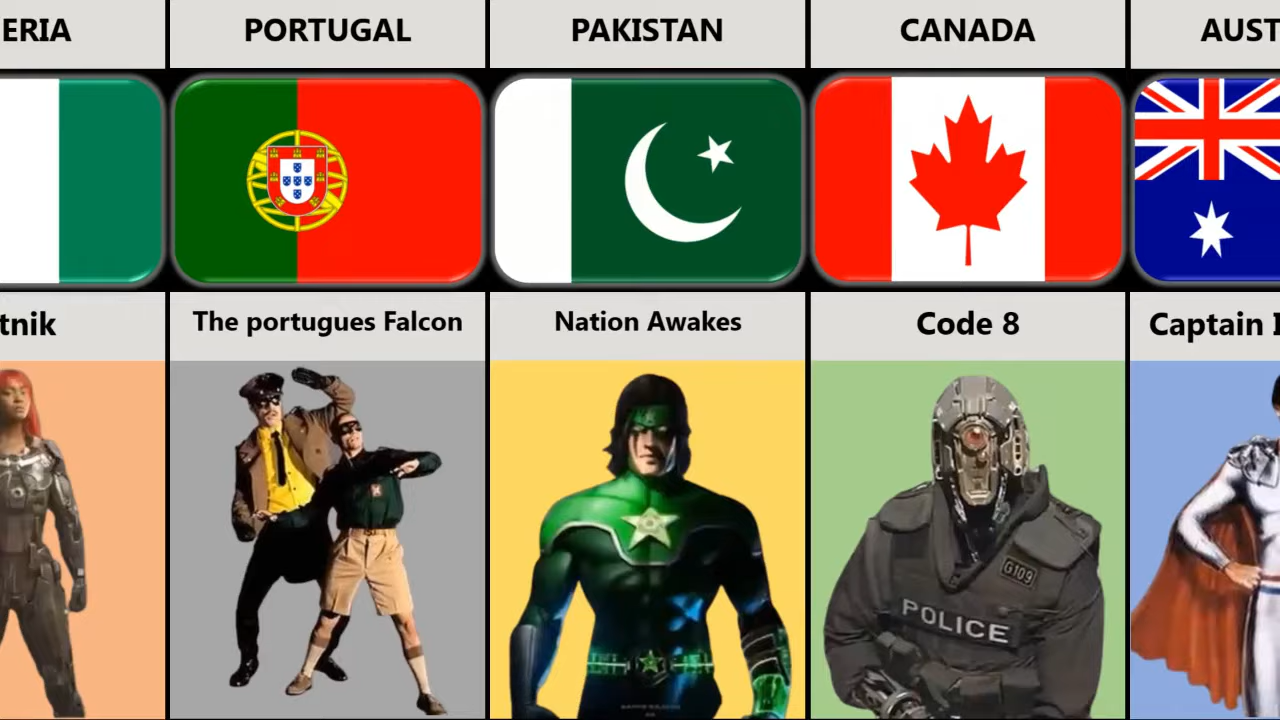 ERIA
PORTUGAL
PAKISTAN
CANADA
AUST
tnik
The portugues Falcon
Nation Awakes
Code 8
Captain
G109
POLICE